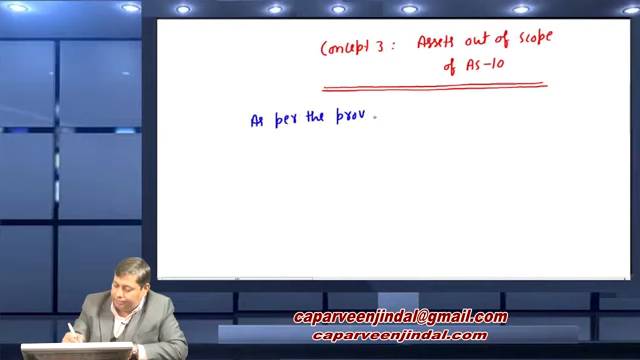 Concept 3 : Assets out of scope
of AS-10
As per the prov
caparveenjindal@gmail.com
caparveenjindal.com